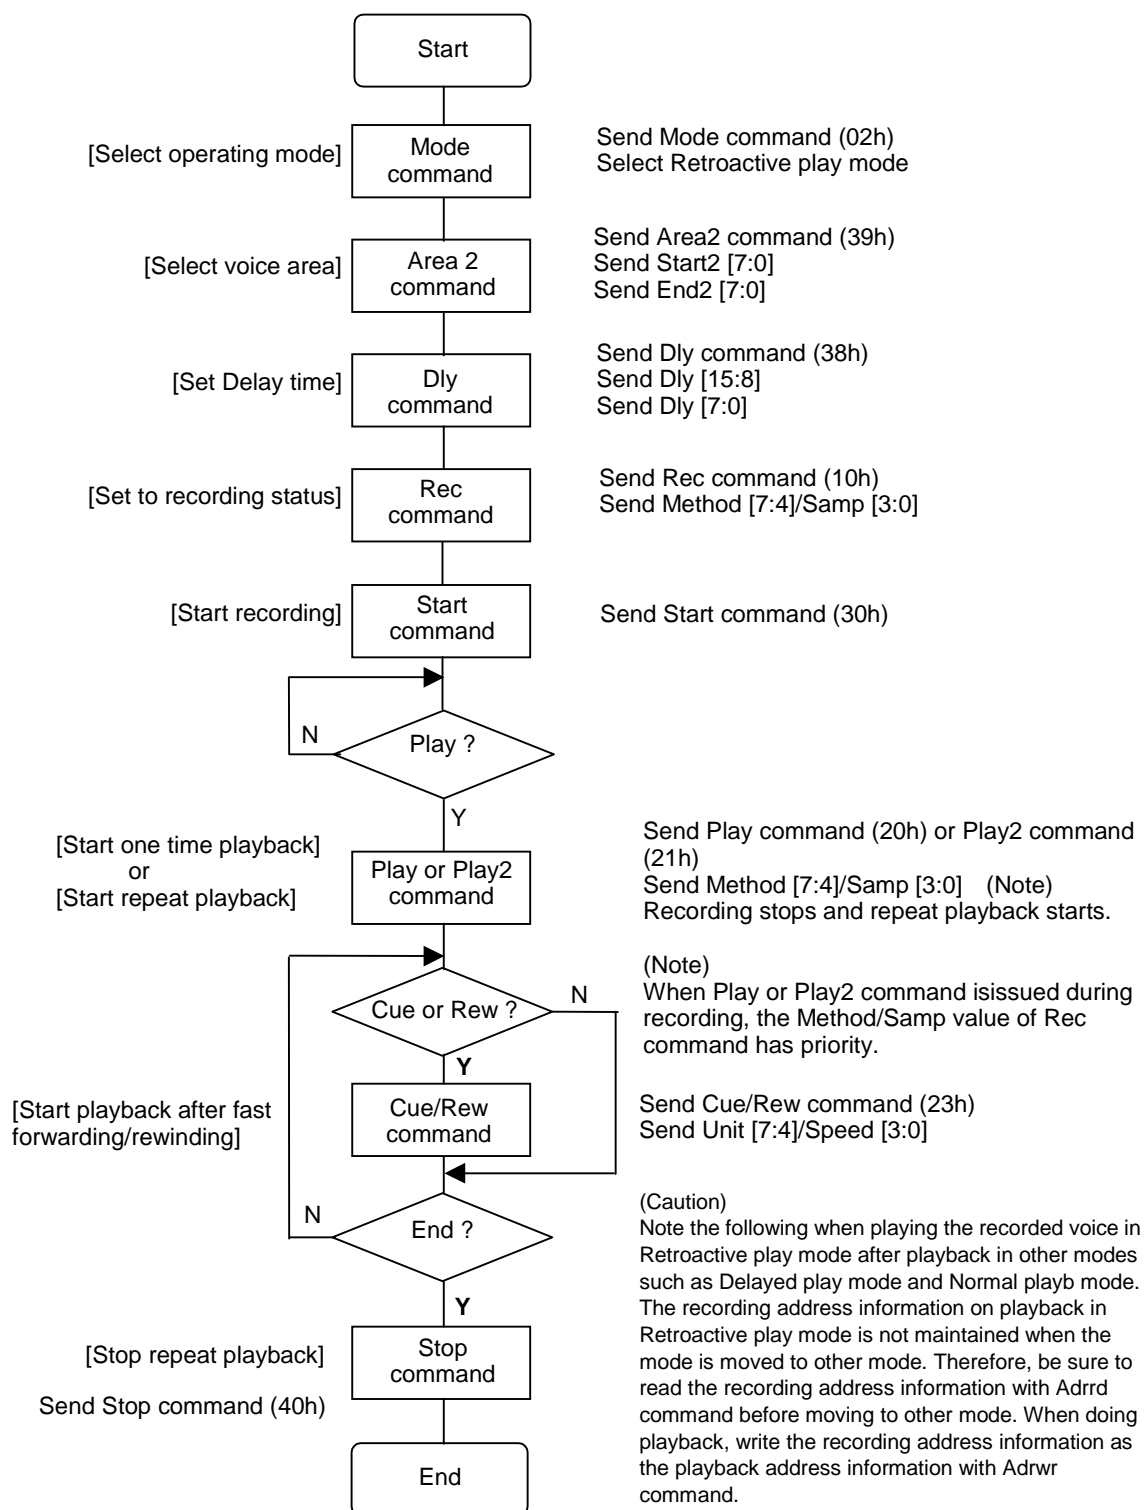 Start
[Select operating mode]
Mode
command
Send Mode command (02h)
Select Retroactive play mode
[Select voice area]
Area 2
command
Send Area2 command (39h)
Send Start2 [7:0]
Send End2 [7:0]
[Set Delay time]
Dly
command
Send Dly command (38h)
Send Dly [15:8]
Send Dly [7:0]
[Set to recording status]
Rec
command
Send Rec command (10h)
Send Method [7:4]/Samp [3:0]
[Start recording]
Start
command
Send Start command (30h)
N
Play ?
Y
[Start one time playback]
or
[Start repeat playback]
Play or Play2
command
Send Play command (20h) or Play2 command
(21h)
Send Method [7:4]/Samp [3:0] (Note)
Recording stops and repeat playback starts.
(Note)
When Play or Play2 command isissued during
recording, the Method/Samp value of Rec
command has priority.
Cue or Rew ?
N
Y
[Start playback after fast
forwarding/rewinding]
Cue/Rew
command
Send Cue/Rew command (23h)
Send Unit [7:4]/Speed [3:0]
N
End ?
Y
(Caution)
Note the following when playing the recorded voice in
Retroactive play mode after playback in other modes
such as Delayed play mode and Normal playb mode.
The recording address information on playback in
Retroactive play mode is not maintained when the
mode is moved to other mode. Therefore, be sure to
read the recording address information with Adrrd
command before moving to other mode. When doing
playback, write the recording address information as
the playback address information with Adrwr
command.
[Stop repeat playback]
Send Stop command (40h)
Stop
command
End